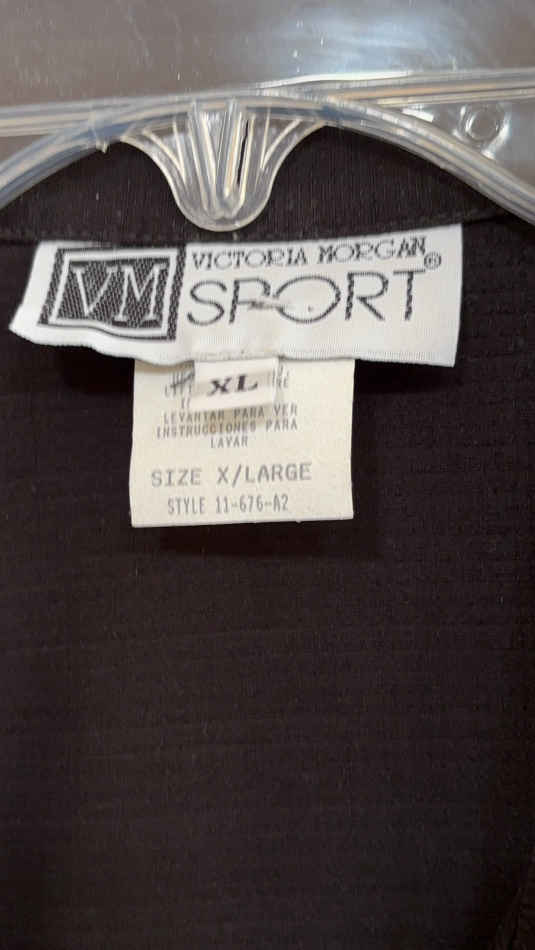 VM
VICTORIA MORGAN®
SPORT
XL
LEVANTAR PARA VER
INSTRUCCIONES PARA
LAVAR
SIZE X/LARGE
STYLE 11-676-A2